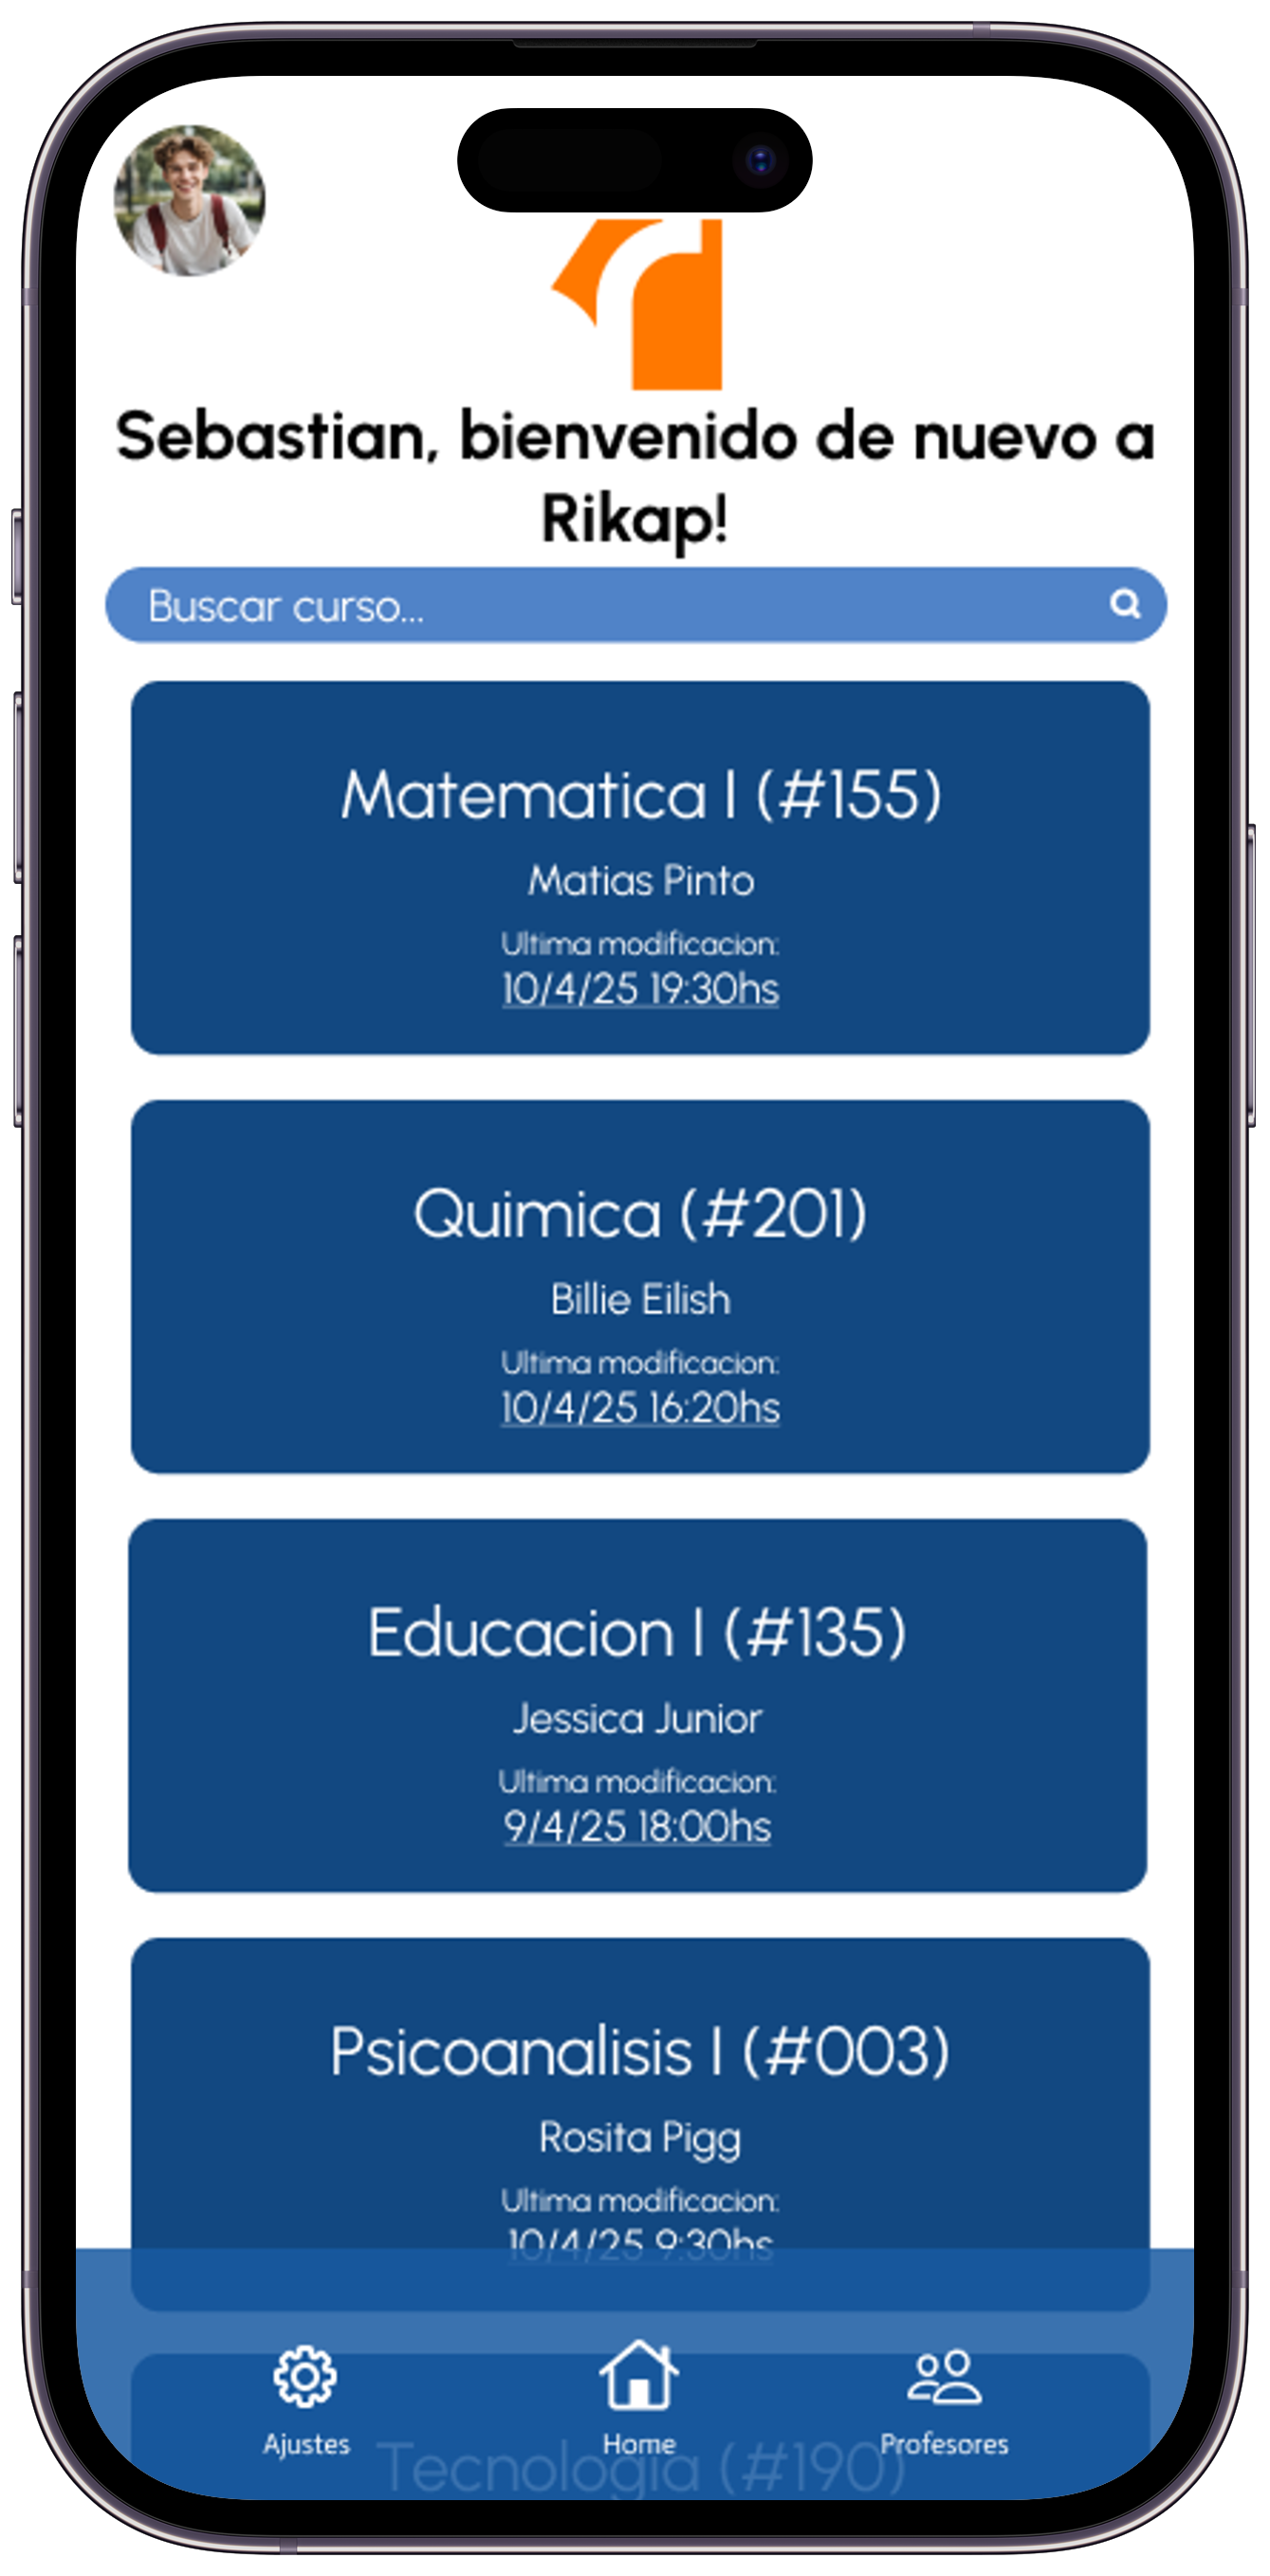 Sebastian, bienvenido de nuevo a
Rikap!
Buscar curso...
Matematica I (#155)
Matias Pinto
Ultima modificacion:
10/4/25 19:30hs
Quimica (#201)
Billie Eilish
Ultima modificacion:
10/4/25 16:20hs
Educacion I (#135)
Jessica Junior
Ultima modificacion:
9/4/25 18:00hs
Psicoanalisis I (#003)
Rosita Pigg
Ultima modificacion:
10/4/25 9:30hs
Ajustes
Home
Profesores
Tecnologia (#190)